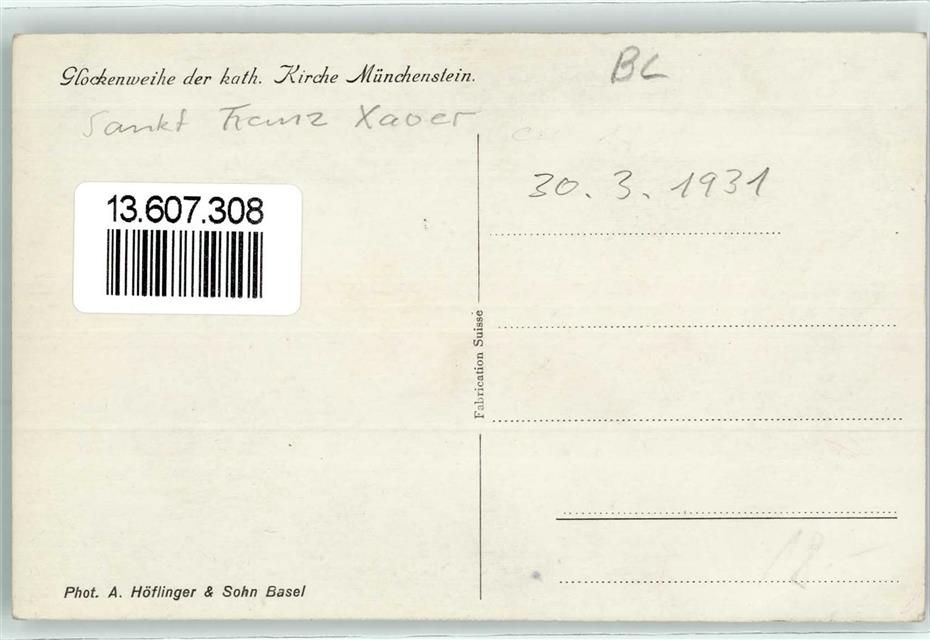 Glockenweihe der kath. Kirche Münchenstein.
BL
Sankt Franz Xaver
30. 3. 1931
13.607.308
Fabrication Suisse
12.-
Phot. A. Höflinger & Sohn Basel